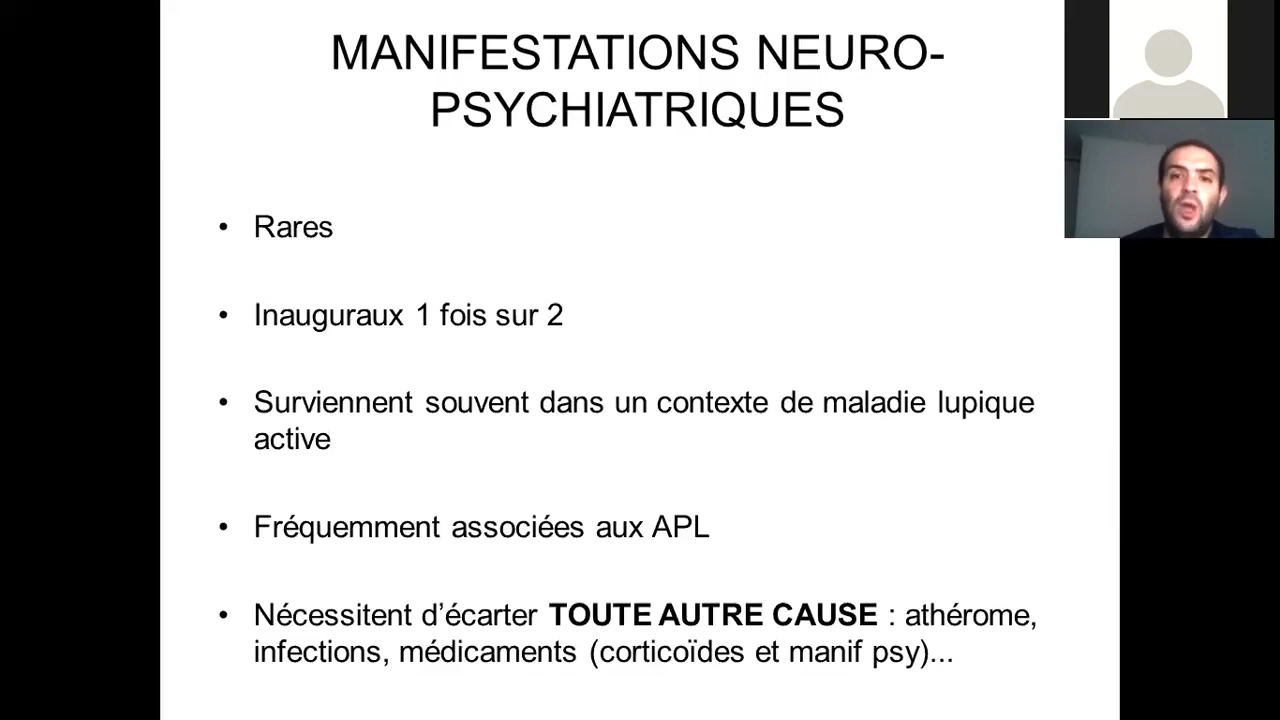 MANIFESTATIONS NEURO-
PSYCHIATRIQUES
• Rares
• Inauguraux 1 fois sur 2
• Surviennent souvent dans un contexte de maladie lupique
active
• Fréquemment associées aux APL
• Nécessitent d’écarter TOUTE AUTRE CAUSE : athérome,
infections, médicaments (corticoïdes et manif psy)...